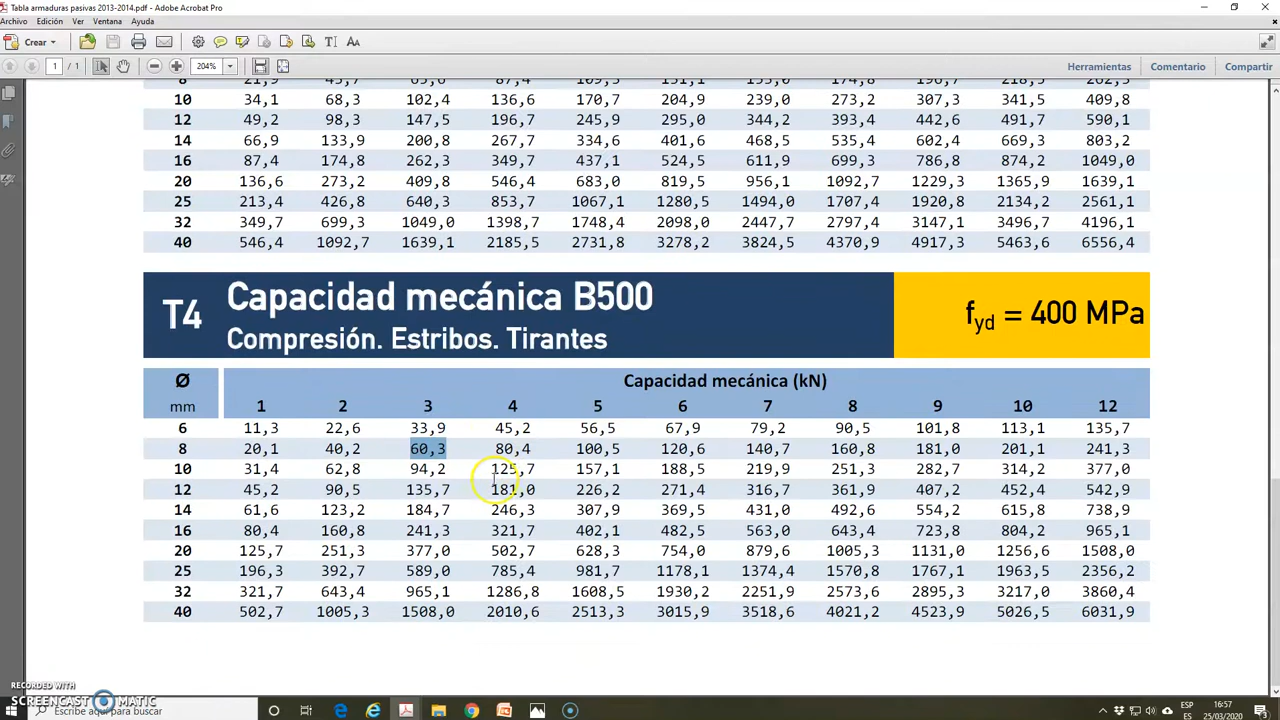 Tabla armaduras pasivas 2013-2014.pdf - Adobe Acrobat Pro
Archivo Edición Ver Ventana Ayuda
Crear
1 / 1 204% Herramientas Comentario Compartir
10 34,1 68,3 102,4 136,6 170,7 204,9 239,0 273,2 307,3 341,5 409,8
12 49,2 98,3 147,5 196,7 245,9 295,0 344,2 393,4 442,6 491,7 590,1
14 66,9 133,9 200,8 267,7 334,6 401,6 468,5 535,4 602,4 669,3 803,2
16 87,4 174,8 262,3 349,7 437,1 524,5 611,9 699,3 786,8 874,2 1049,0
20 136,6 273,2 409,8 546,4 683,0 819,5 956,1 1092,7 1229,3 1365,9 1639,1
25 213,4 426,8 640,3 853,7 1067,1 1280,5 1494,0 1707,4 1920,8 2134,2 2561,1
32 349,7 699,3 1049,0 1398,7 1748,4 2098,0 2447,7 2797,4 3147,1 3496,7 4196,1
40 546,4 1092,7 1639,1 2185,5 2731,8 3278,2 3824,5 4370,9 4917,3 5463,6 6556,4
T4 Capacidad mecánica B500
Compresión. Estribos. Tirantes
fyd = 400 MPa
Ø Capacidad mecánica (kN)
mm 1 2 3 4 5 6 7 8 9 10 12
6 11,3 22,6 33,9 45,2 56,5 67,9 79,2 90,5 101,8 113,1 135,7
8 20,1 40,2 60,3 80,4 100,5 120,6 140,7 160,8 181,0 201,1 241,3
10 31,4 62,8 94,2 125,7 157,1 188,5 219,9 251,3 282,7 314,2 377,0
12 45,2 90,5 135,7 181,0 226,2 271,4 316,7 361,9 407,2 452,4 542,9
14 61,6 123,2 184,7 246,3 307,9 369,5 431,0 492,6 554,2 615,8 738,9
16 80,4 160,8 241,3 321,7 402,1 482,5 563,0 643,4 723,8 804,2 965,1
20 125,7 251,3 377,0 502,7 628,3 754,0 879,6 1005,3 1131,0 1256,6 1508,0
25 196,3 392,7 589,0 785,4 981,7 1178,1 1374,4 1570,8 1767,1 1963,5 2356,2
32 321,7 643,4 965,1 1286,8 1608,5 1930,2 2251,9 2573,6 2895,3 3217,0 3860,4
40 502,7 1005,3 1508,0 2010,6 2513,3 3015,9 3518,6 4021,2 4523,9 5026,5 6031,9
RECORDED WITH
SCREENCAST MATIC
Escribe aquí para buscar
ESP 16:57
ES 25/03/2020